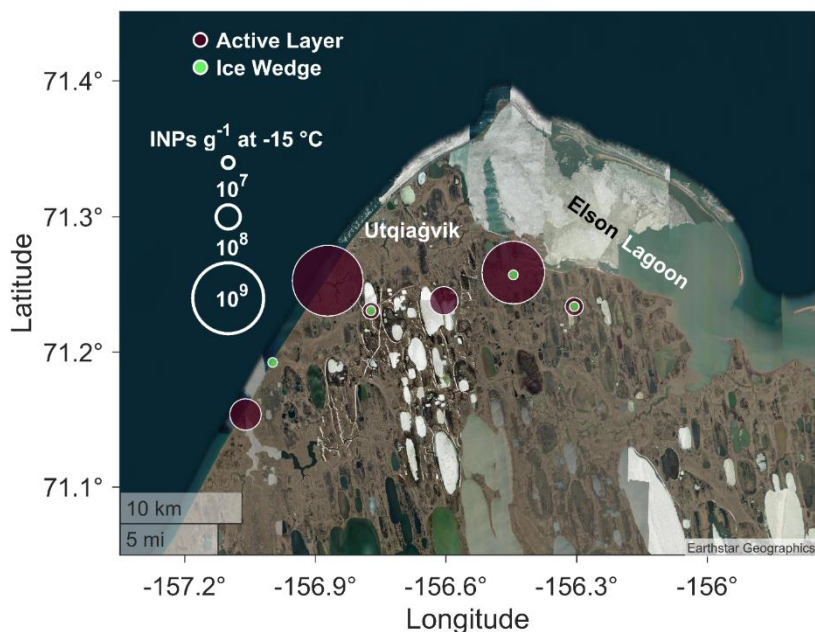 Active Layer
Ice Wedge
INPs g⁻¹ at -15 °C
10⁷
10⁸
10⁹
Utqiaġvik
Elson Lagoon
71.4°
71.3°
71.2°
71.1°
Latitude
10 km
5 mi
Earthstar Geographics
-157.2° -156.9° -156.6° -156.3° -156°
Longitude